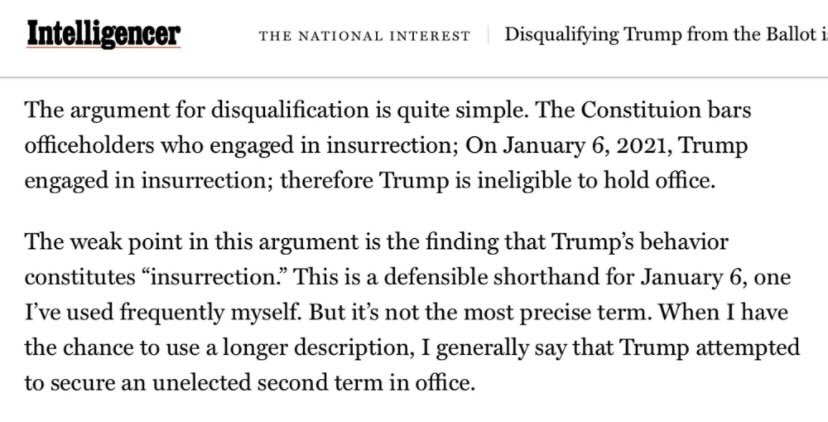 Intelligencer THE NATIONAL INTEREST Disqualifying Trump from the Ballot
The argument for disqualification is quite simple. The Constituion bars
officeholders who engaged in insurrection; On January 6, 2021, Trump
engaged in insurrection; therefore Trump is ineligible to hold office.
The weak point in this argument is the finding that Trump’s behavior
constitutes “insurrection.” This is a defensible shorthand for January 6, one
I’ve used frequently myself. But it’s not the most precise term. When I have
the chance to use a longer description, I generally say that Trump attempted
to secure an unelected second term in office.